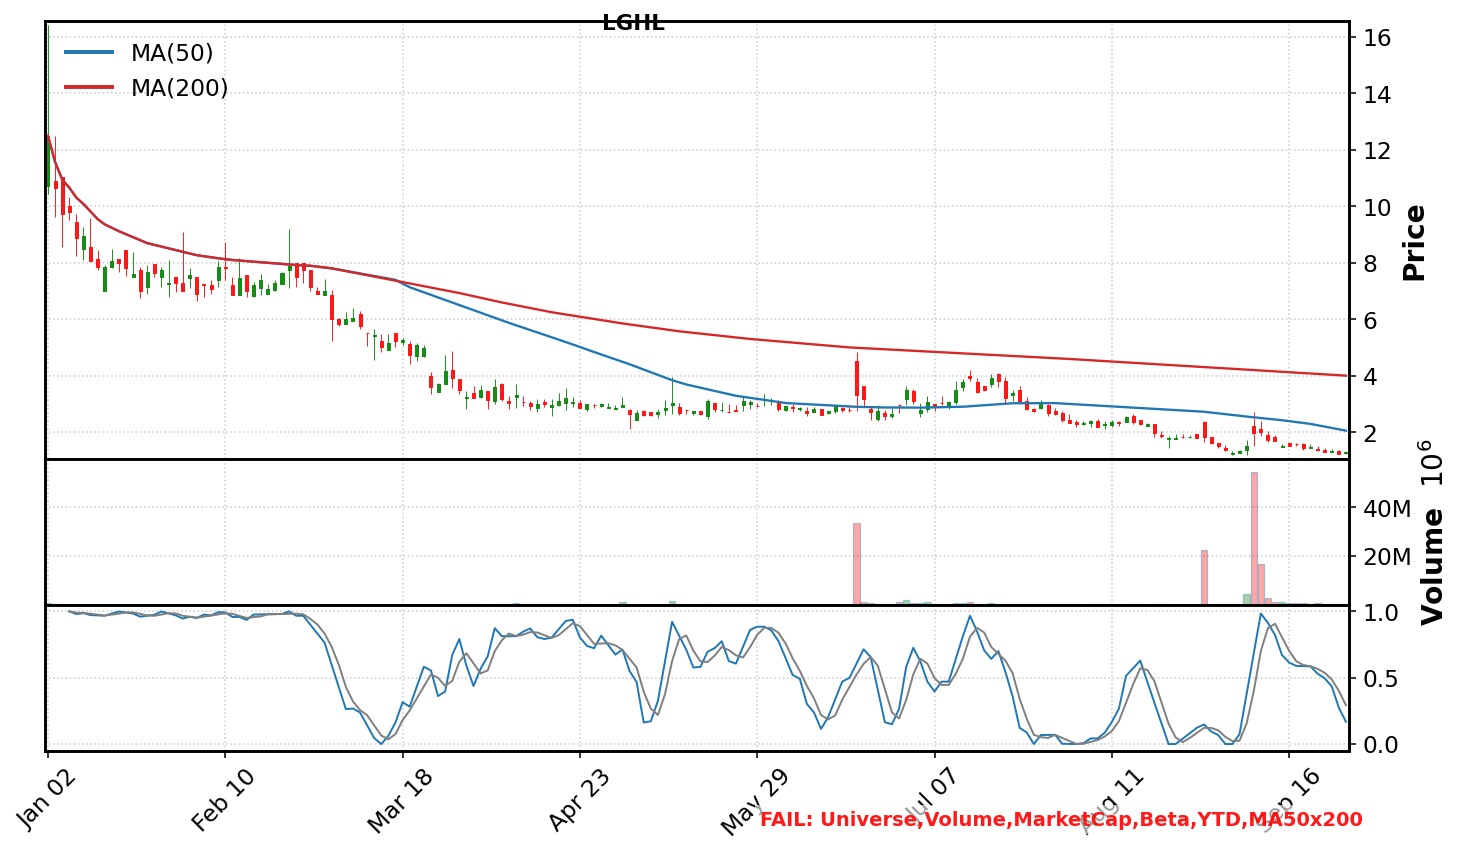 LGHL
MA(50)
MA(200)
16
14
12
10
8
6
4
2
Price
40M
20M
Volume 10^6
1.0
0.5
0.0
Jan 02
Feb 10
Mar 18
Apr 23
May 29
Jul 07
Aug 11
Sep 16
FAIL: Universe,Volume,MarketCap,Beta,YTD,MA50x200